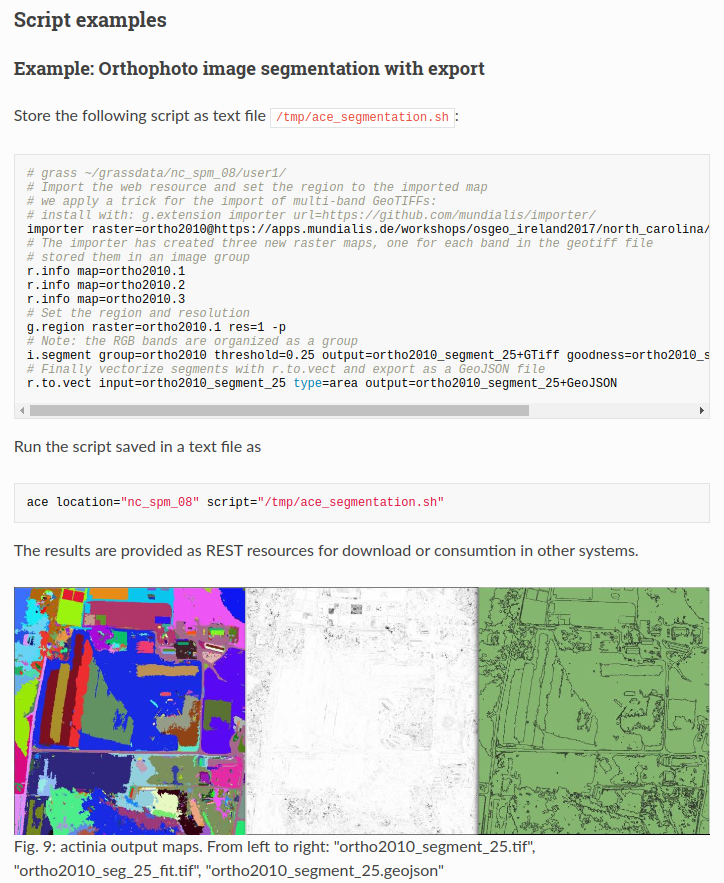 Script examples
Example: Orthophoto image segmentation with export
Store the following script as text file /tmp/ace_segmentation.sh:
# grass ~/grassdata/nc_spm_08/user1/
# Import the web resource and set the region to the imported map
# we apply a trick for the import of multi-band GeoTIFFs:
# install with: g.extension importer url=https://github.com/mundialis/importer/
importer raster=ortho2010@https://apps.mundialis.de/workshops/osgeo_ireland2017/north_carolina/
# The importer has created three new raster maps, one for each band in the geotiff file
# stored them in an image group
r.info map=ortho2010.1
r.info map=ortho2010.2
r.info map=ortho2010.3
# Set the region and resolution
g.region raster=ortho2010.1 res=1 -p
# Note: the RGB bands are organized as a group
i.segment group=ortho2010 threshold=0.25 output=ortho2010_segment_25+GTiff goodness=ortho2010_s
# Finally vectorize segments with r.to.vect and export as a GeoJSON file
r.to.vect input=ortho2010_segment_25 type=area output=ortho2010_segment_25+GeoJSON
Run the script saved in a text file as
ace location="nc_spm_08" script="/tmp/ace_segmentation.sh"
The results are provided as REST resources for download or consumtion in other systems.
Fig. 9: actinia output maps. From left to right: "ortho2010_segment_25.tif",
"ortho2010_seg_25_fit.tif", "ortho2010_segment_25.geojson"